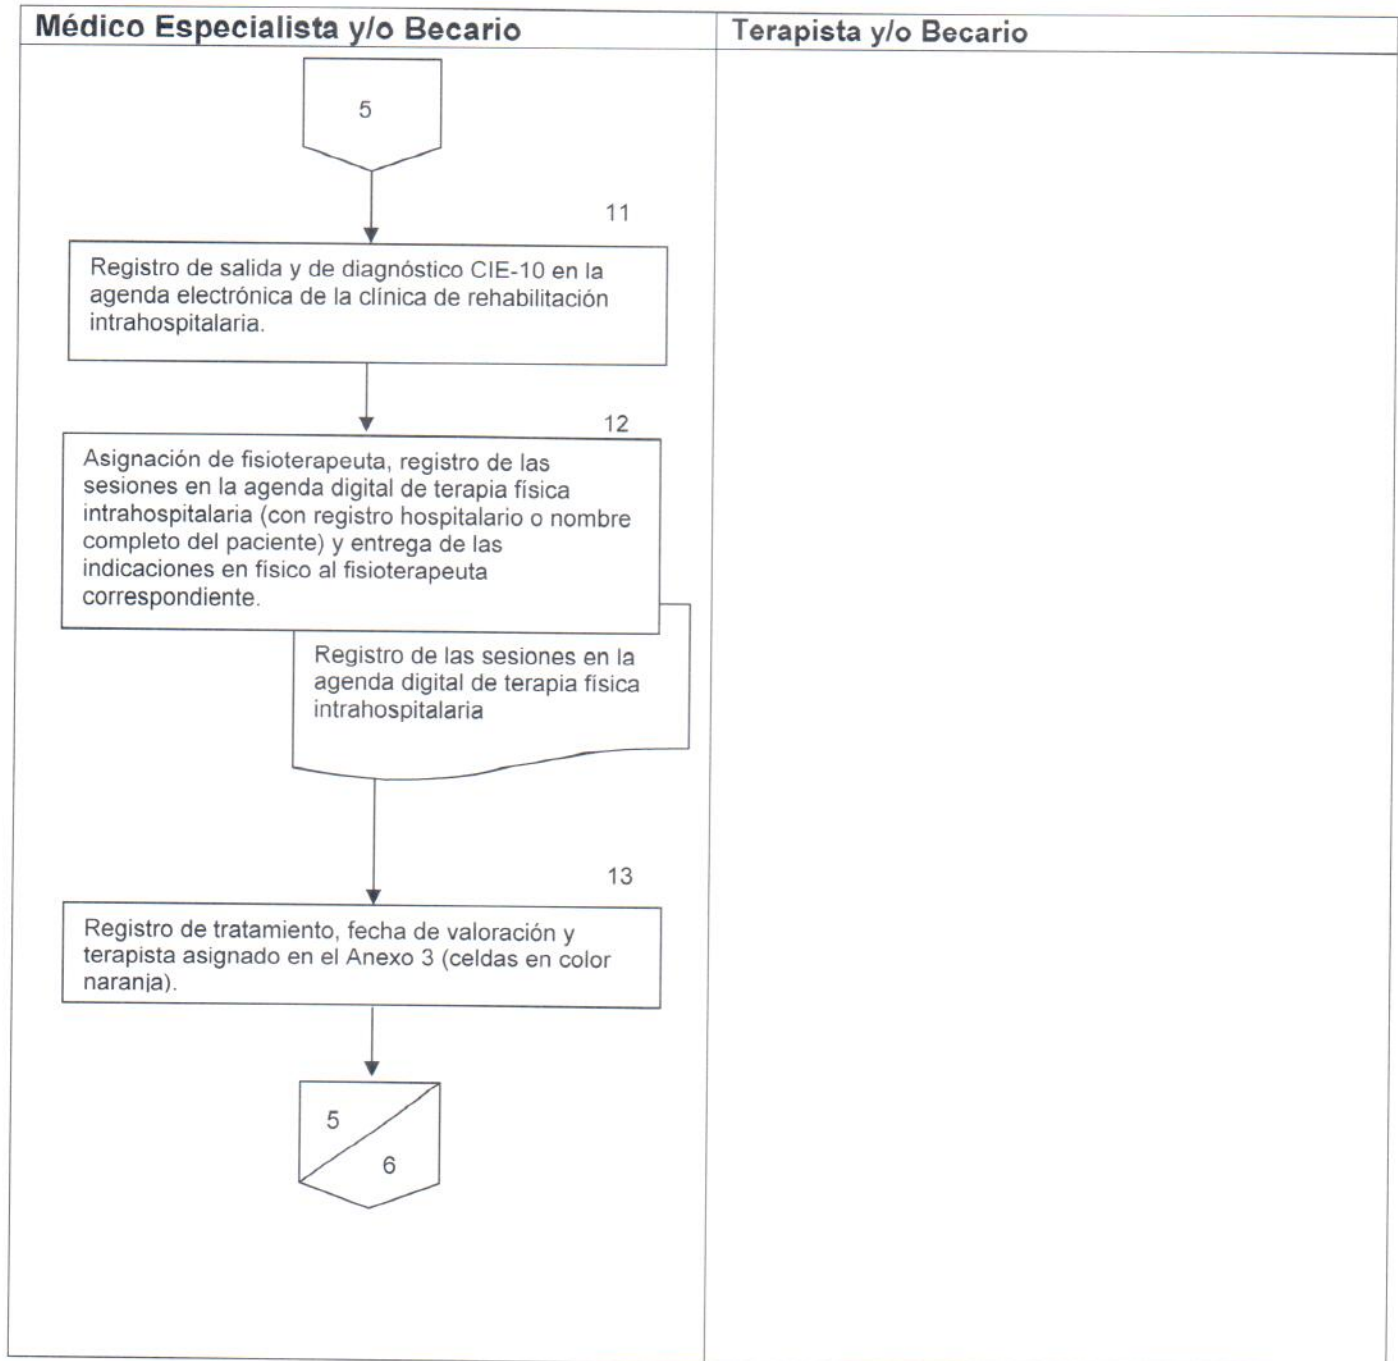 Médico Especialista y/o Becario
Terapista y/o Becario
5
11
Registro de salida y de diagnóstico CIE-10 en la
agenda electrónica de la clínica de rehabilitación
intrahospitalaria.
12
Asignación de fisioterapeuta, registro de las
sesiones en la agenda digital de terapia física
intrahospitalaria (con registro hospitalario o nombre
completo del paciente) y entrega de las
indicaciones en físico al fisioterapeuta
correspondiente.
Registro de las sesiones en la
agenda digital de terapia física
intrahospitalaria
13
Registro de tratamiento, fecha de valoración y
terapista asignado en el Anexo 3 (celdas en color
naranja).
5
6